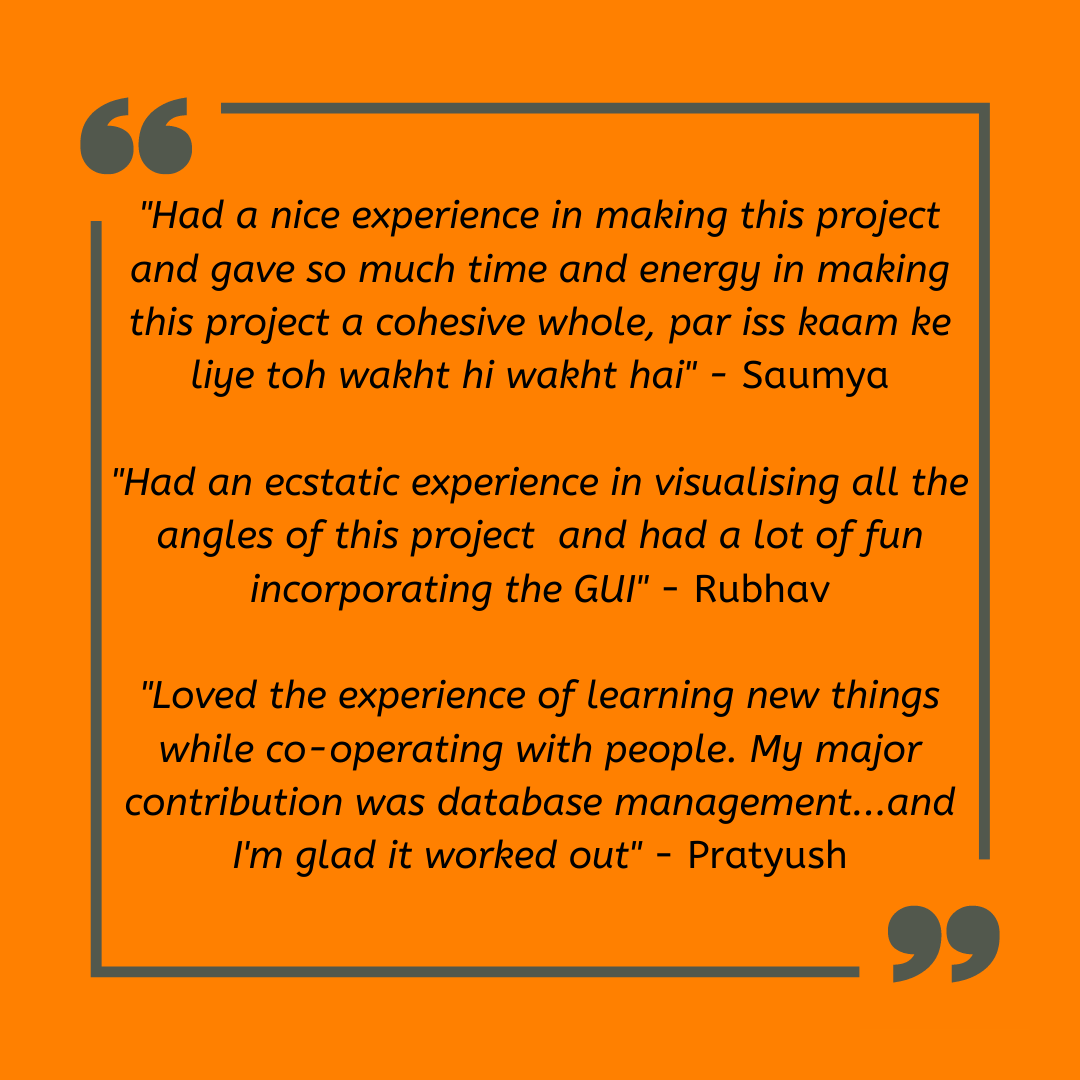 "Had a nice experience in making this project
and gave so much time and energy in making
this project a cohesive whole, par iss kaam ke
liye toh wakht hi wakht hai" - Saumya
"Had an ecstatic experience in visualising all the
angles of this project  and had a lot of fun
incorporating the GUI" - Rubhav
"Loved the experience of learning new things
while co-operating with people. My major
contribution was database management...and
I'm glad it worked out" - Pratyush